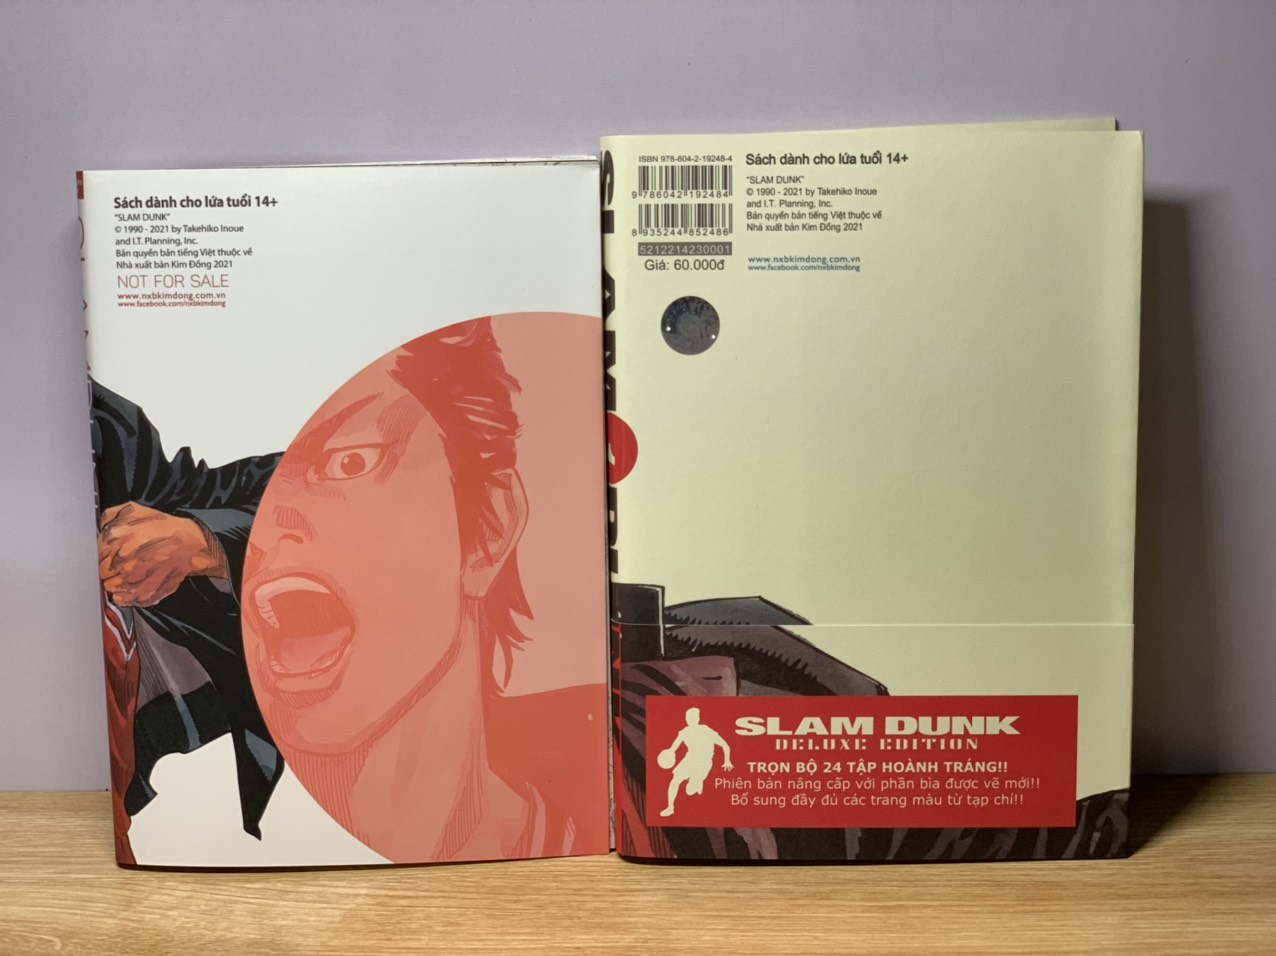 Sách dành cho lứa tuổi 14+
“SLAM DUNK”
© 1990 - 2021 by Takehiko Inoue
and I.T. Planning, Inc.
Bản quyền bản tiếng Việt thuộc về
Nhà xuất bản Kim Đồng 2021
NOT FOR SALE
www.nxbkimdong.com.vn
www.facebook.com/nxbkimdong
ISBN 978-604-2-19248-4
9 786042 192484
8 935244 852486
5212214230001
Giá: 60.000đ
Sách dành cho lứa tuổi 14+
“SLAM DUNK”
© 1990 - 2021 by Takehiko Inoue
and I.T. Planning, Inc.
Bản quyền bản tiếng Việt thuộc về
Nhà xuất bản Kim Đồng 2021
www.nxbkimdong.com.vn
www.facebook.com/nxbkimdong
SLAM DUNK
DELUXE EDITION
TRỌN BỘ 24 TẬP HOÀNH TRÁNG!!
Phiên bản nâng cấp với phần bìa được vẽ mới!!
Bổ sung đầy đủ các trang màu từ tạp chí!!